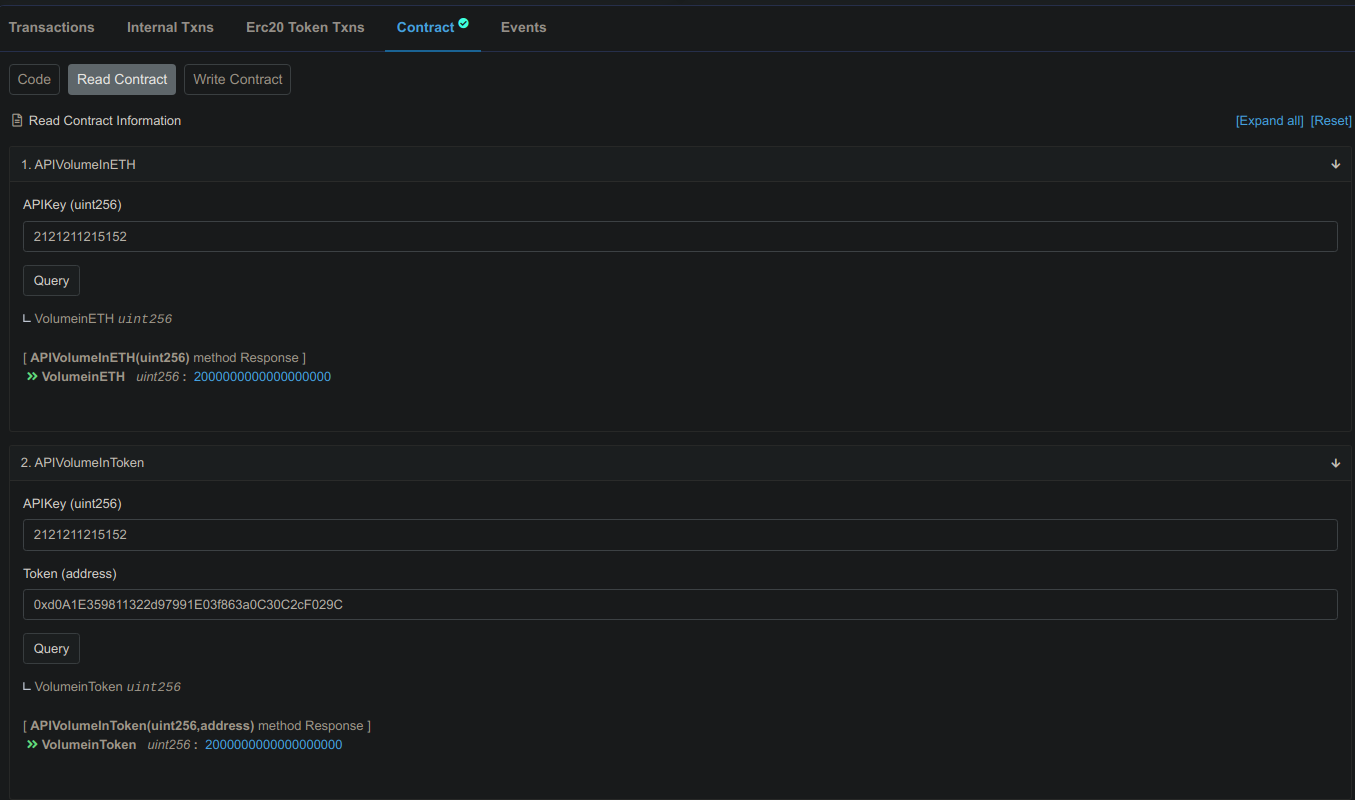 Transactions Internal Txns Erc20 Token Txns Contract Events
Code Read Contract Write Contract
Read Contract Information [Expand all] [Reset]
1. APIVolumeInETH
APIKey (uint256)
2121211215152
Query
VolumeinETH uint256
[ APIVolumeInETH(uint256) method Response ]
VolumeinETH uint256 : 2000000000000000000
2. APIVolumeInToken
APIKey (uint256)
2121211215152
Token (address)
0xd0A1E359811322d97991E03f863a0C30C2cF029C
Query
VolumeinToken uint256
[ APIVolumeInToken(uint256,address) method Response ]
VolumeinToken uint256 : 2000000000000000000